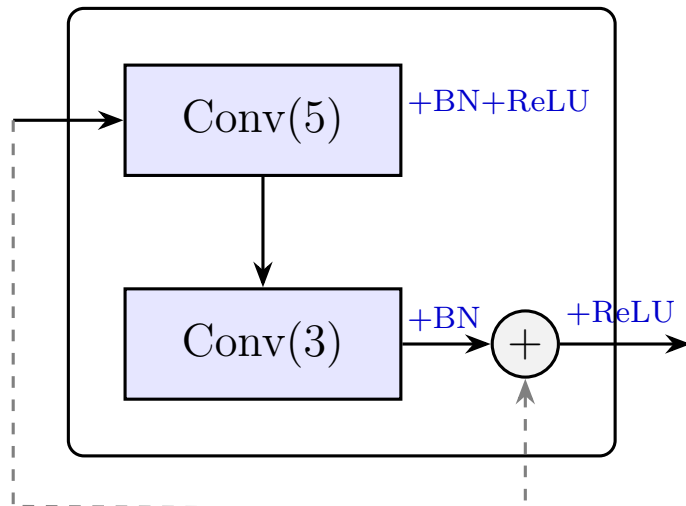 Conv(5)
+BN+ReLU
Conv(3)
+BN
+
+ReLU